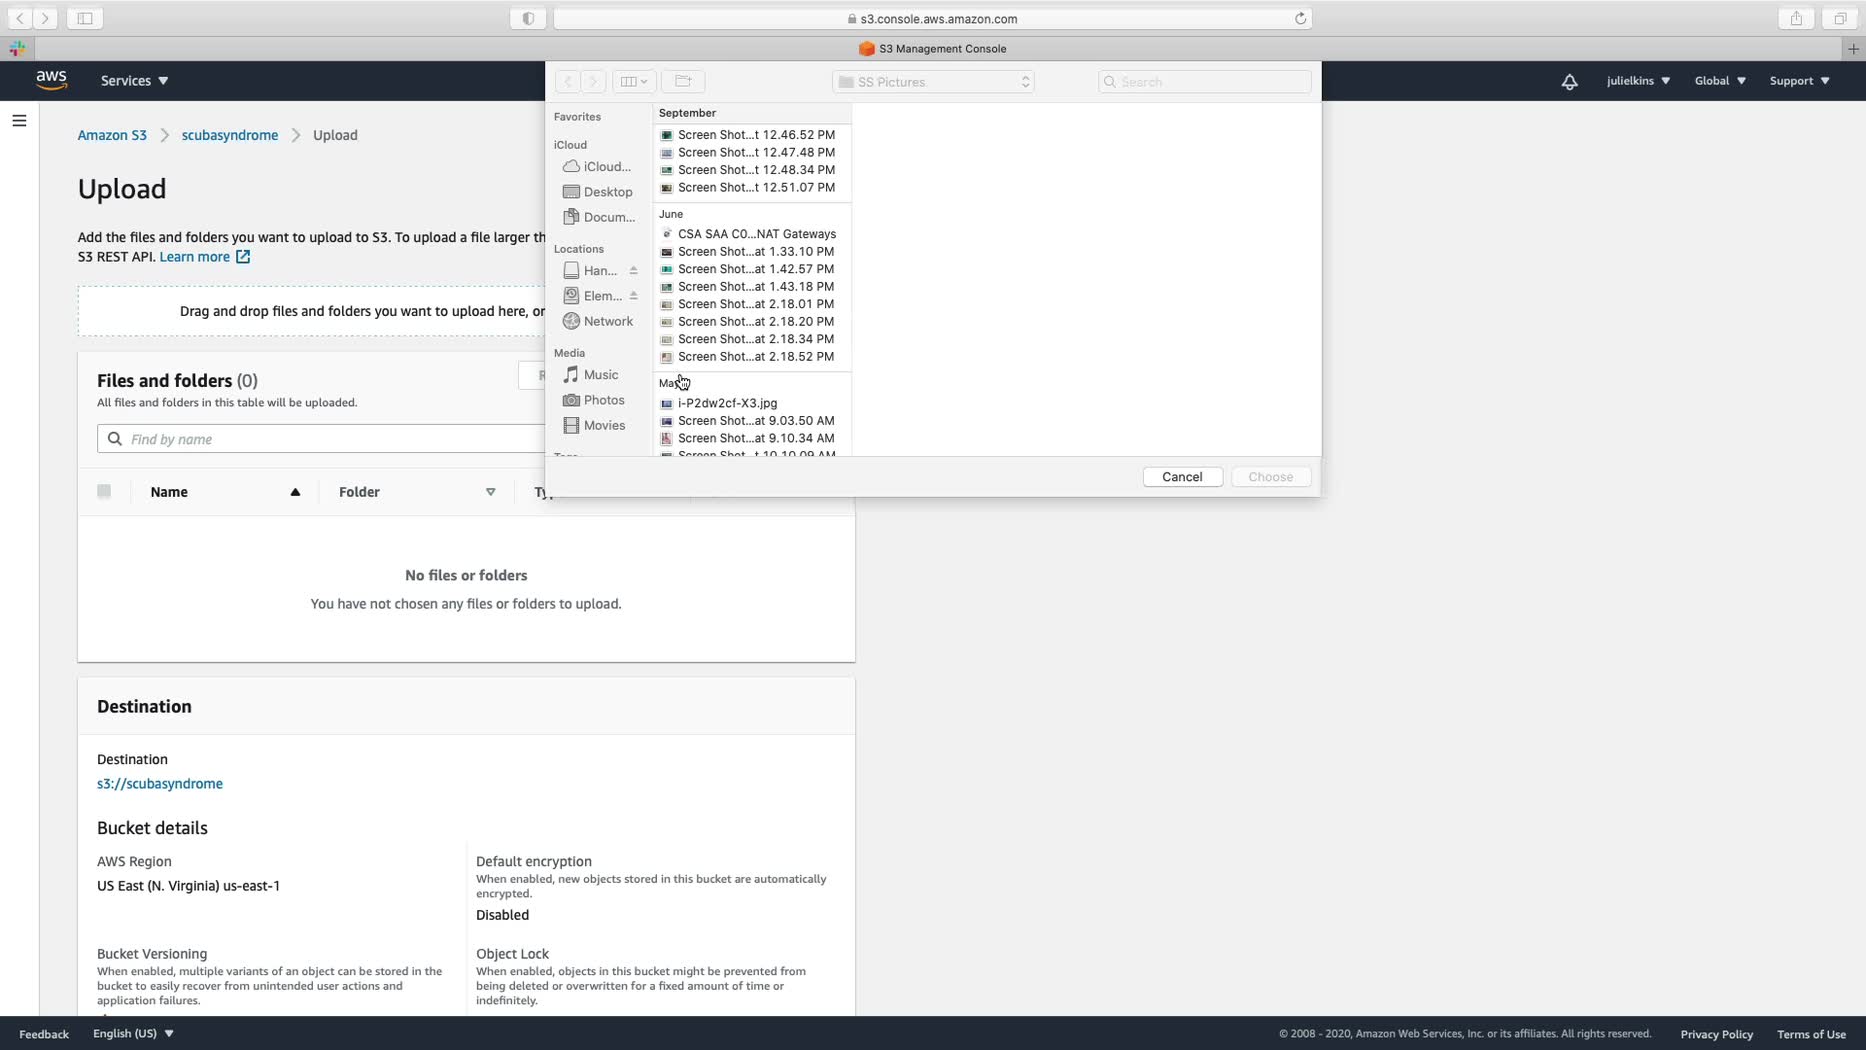 s3.console.aws.amazon.com
S3 Management Console
aws
Services
julielkins
Global
Support
SS Pictures
Search
Amazon S3
scubasyndrome
Upload
Upload
Add the files and folders you want to upload to S3. To upload a file larger th
S3 REST API. Learn more
Drag and drop files and folders you want to upload here, or
Files and folders (0)
All files and folders in this table will be uploaded.
Find by name
Name
Folder
No files or folders
You have not chosen any files or folders to upload.
Favorites
iCloud
iCloud...
Desktop
Docum...
Locations
Han...
Elem...
Network
Media
Music
Photos
Movies
September
Screen Shot...t 12.46.52 PM
Screen Shot...t 12.47.48 PM
Screen Shot...t 12.48.34 PM
Screen Shot...t 12.51.07 PM
June
CSA SAA C0...NAT Gateways
Screen Shot...at 1.33.10 PM
Screen Shot...at 1.42.57 PM
Screen Shot...at 1.43.18 PM
Screen Shot...at 2.18.01 PM
Screen Shot...at 2.18.20 PM
Screen Shot...at 2.18.34 PM
Screen Shot...at 2.18.52 PM
May
i-P2dw2cf-X3.jpg
Screen Shot...at 9.03.50 AM
Screen Shot...at 9.10.34 AM
Screen Shot...t 10.10.09 AM
Cancel
Choose
Destination
Destination
s3://scubasyndrome
Bucket details
AWS Region
US East (N. Virginia) us-east-1
Default encryption
When enabled, new objects stored in this bucket are automatically
encrypted.
Disabled
Bucket Versioning
When enabled, multiple variants of an object can be stored in the
bucket to easily recover from unintended user actions and
application failures.
Object Lock
When enabled, objects in this bucket might be prevented from
being deleted or overwritten for a fixed amount of time or
indefinitely.
Feedback
English (US)
© 2008 - 2020, Amazon Web Services, Inc. or its affiliates. All rights reserved.
Privacy Policy
Terms of Use